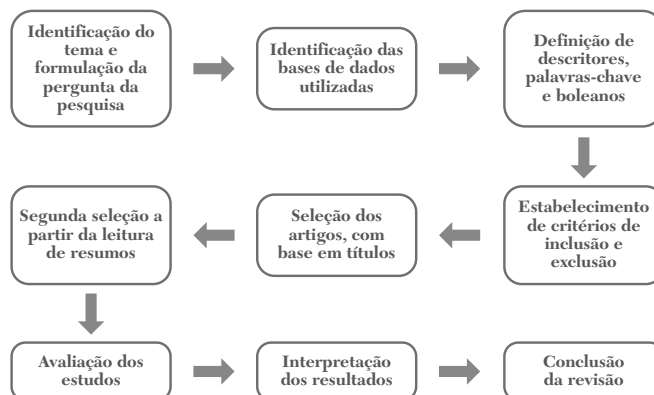 Identificação do
tema e
formulação da
pergunta da
pesquisa
Identificação das
bases de dados
utilizadas
Definição de
descritores,
palavras-chave
e boleanos
Estabelecimento
de critérios de
inclusão e
exclusão
Seleção dos
artigos, com
base em títulos
Segunda seleção a
partir da leitura
de resumos
Avaliação dos
estudos
Interpretação
dos resultados
Conclusão
da revisão